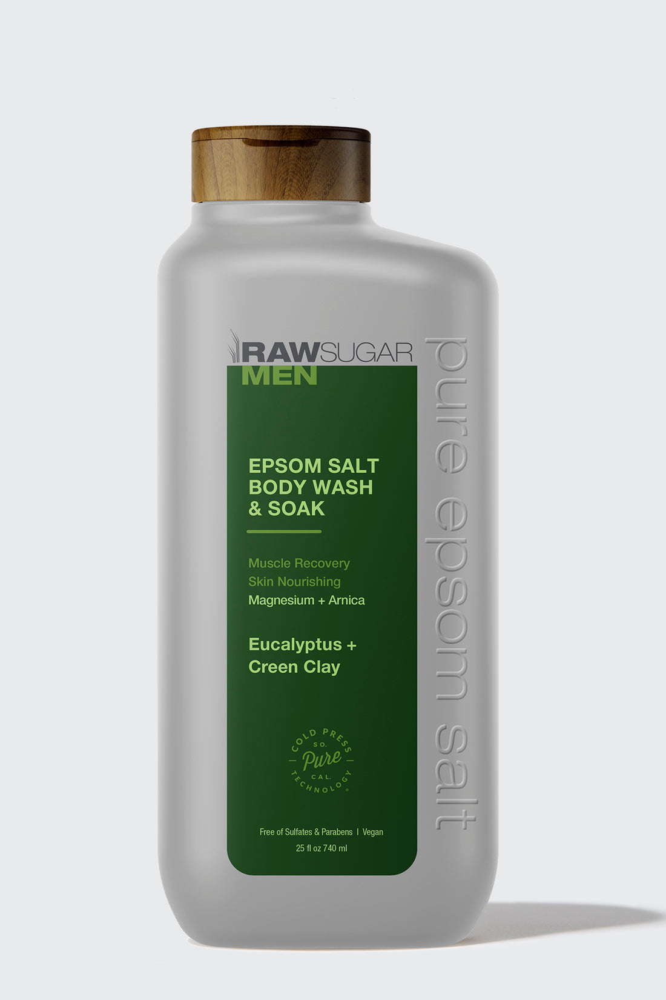 RAWSUGAR
MEN
EPSOM SALT
BODY WASH
& SOAK
Muscle Recovery
Skin Nourishing
Magnesium + Arnica
Eucalyptus +
Creen Clay
COLD PRESS
SO.
Pure
CAL.
TECHNOLOGY®
Free of Sulfates & Parabens | Vegan
25 fl oz 740 ml
pure epsom salt